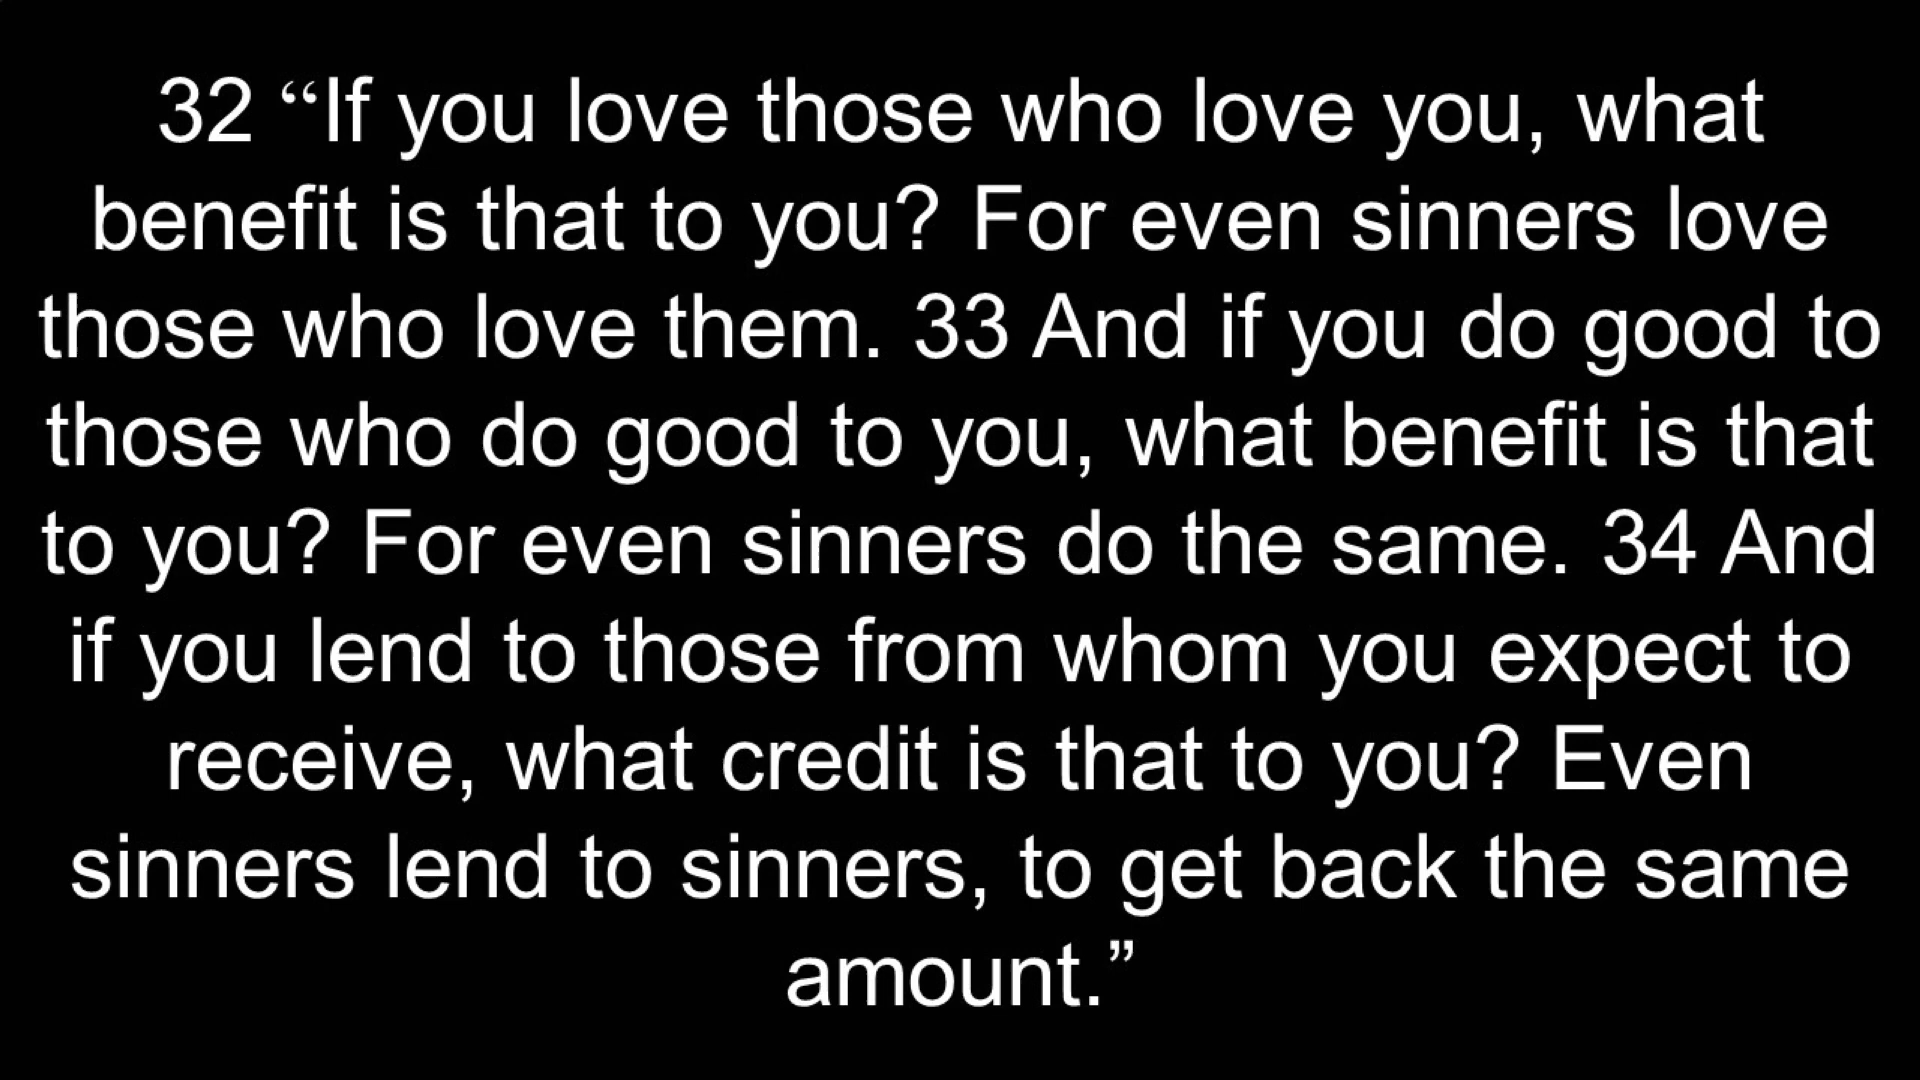 32 “If you love those who love you, what
benefit is that to you? For even sinners love
those who love them. 33 And if you do good to
those who do good to you, what benefit is that
to you? For even sinners do the same. 34 And
if you lend to those from whom you expect to
receive, what credit is that to you? Even
sinners lend to sinners, to get back the same
amount.”